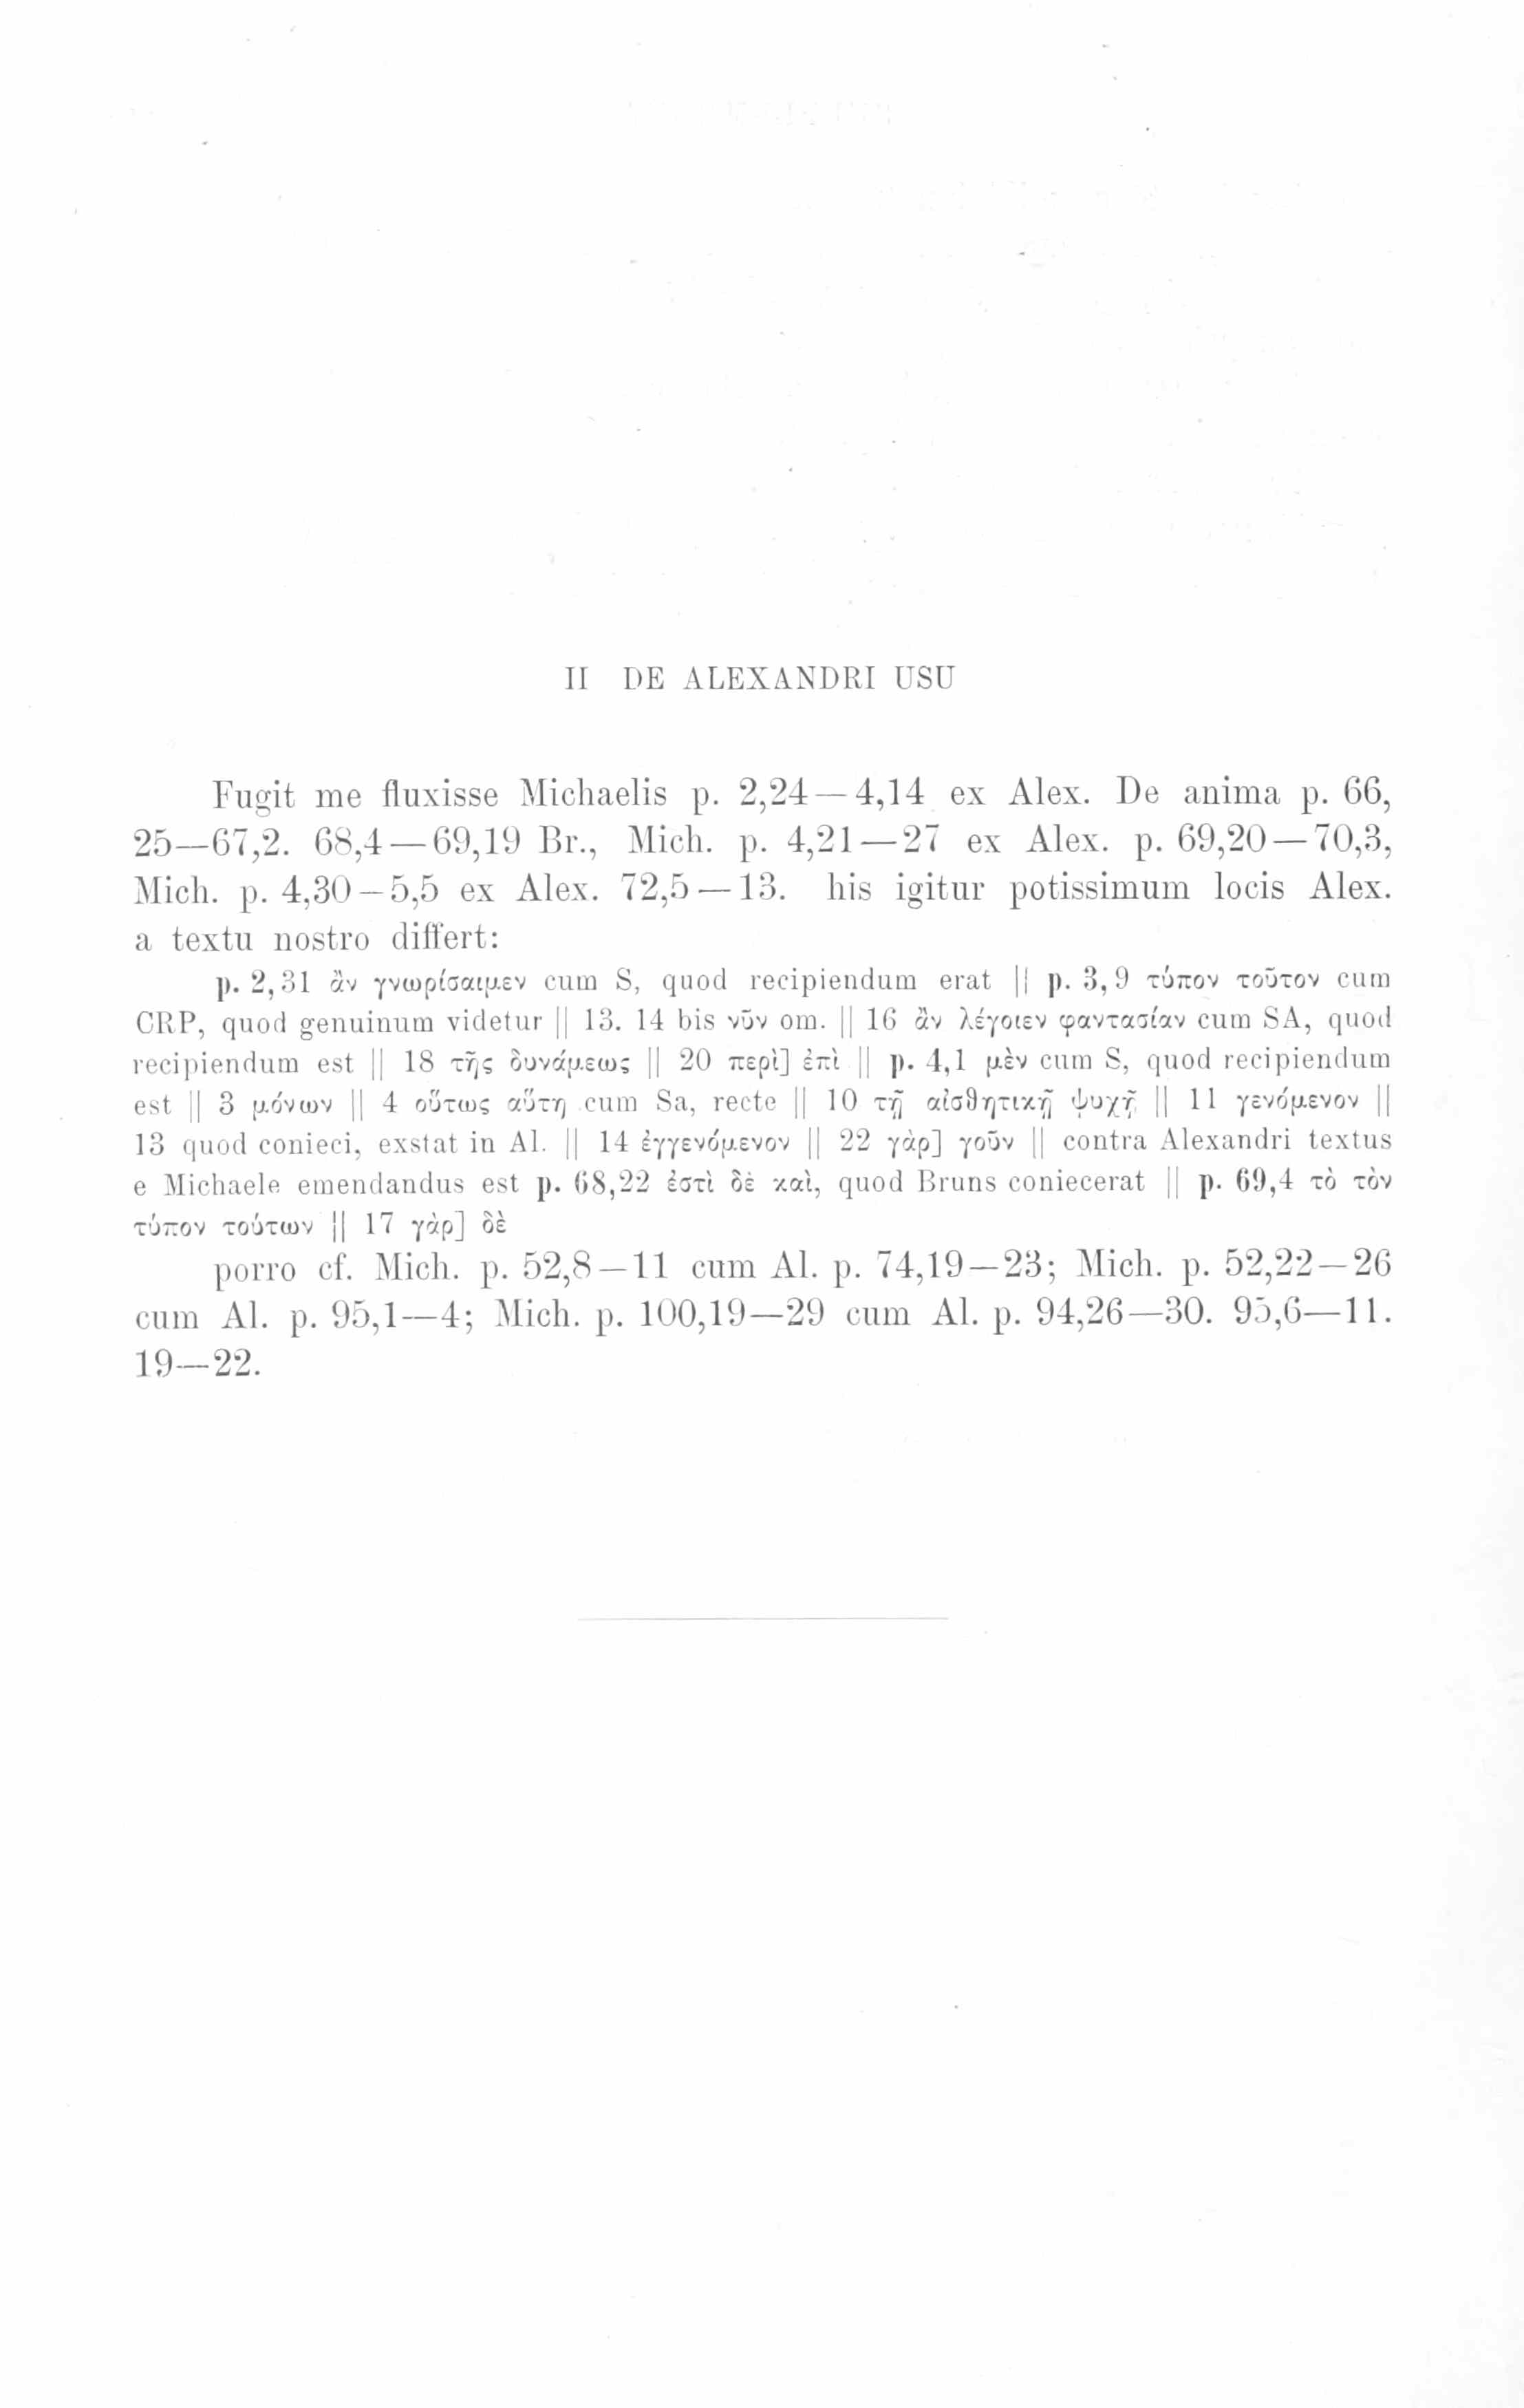 II DE ALEXANDRI USU
Fugit me fluxisse Michaelis p. 2,24—4,14 ex Alex. De anima p. 66,
25—67,2. 68,4—69,19 Br., Mich. p. 4,21—27 ex Alex. p. 69,20—70,3,
Mich. p. 4,30—5,5 ex Alex. 72,5—13. his igitur potissimum locis Alex.
a textu nostro differt:
p. 2,31 ἂν γνωρίσαιμεν cum S, quod recipiendum erat || p. 3,9 τύπον τοῦτον cum
CRP, quod genuinum videtur || 13. 14 bis νῦν om. || 16 ἂν λέγοιεν φαντασίαν cum SA, quod
recipiendum est || 18 τῆς δυνάμεως || 20 περὶ] ἐπὶ || p. 4,1 μὲν cum S, quod recipiendum
est || 3 μόνων || 4 οὕτως αὕτη cum Sa, recte || 10 τῇ αἰσθητικῇ ψυχῇ || 11 γενόμενον ||
13 quod conieci, exstat in Al. || 14 ἐγγενόμενον || 22 γὰρ] γοῦν || contra Alexandri textus
e Michaele emendandus est p. 68,22 ἐστὶ δὲ καὶ, quod Bruns coniecerat || p. 69,4 τὸ τὸν
τύπον τούτων || 17 γὰρ] δὲ
porro cf. Mich. p. 52,8—11 cum Al. p. 74,19—23; Mich. p. 52,22—26
cum Al. p. 95,1—4; Mich. p. 100,19—29 cum Al. p. 94,26—30. 95,6—11.
19—22.